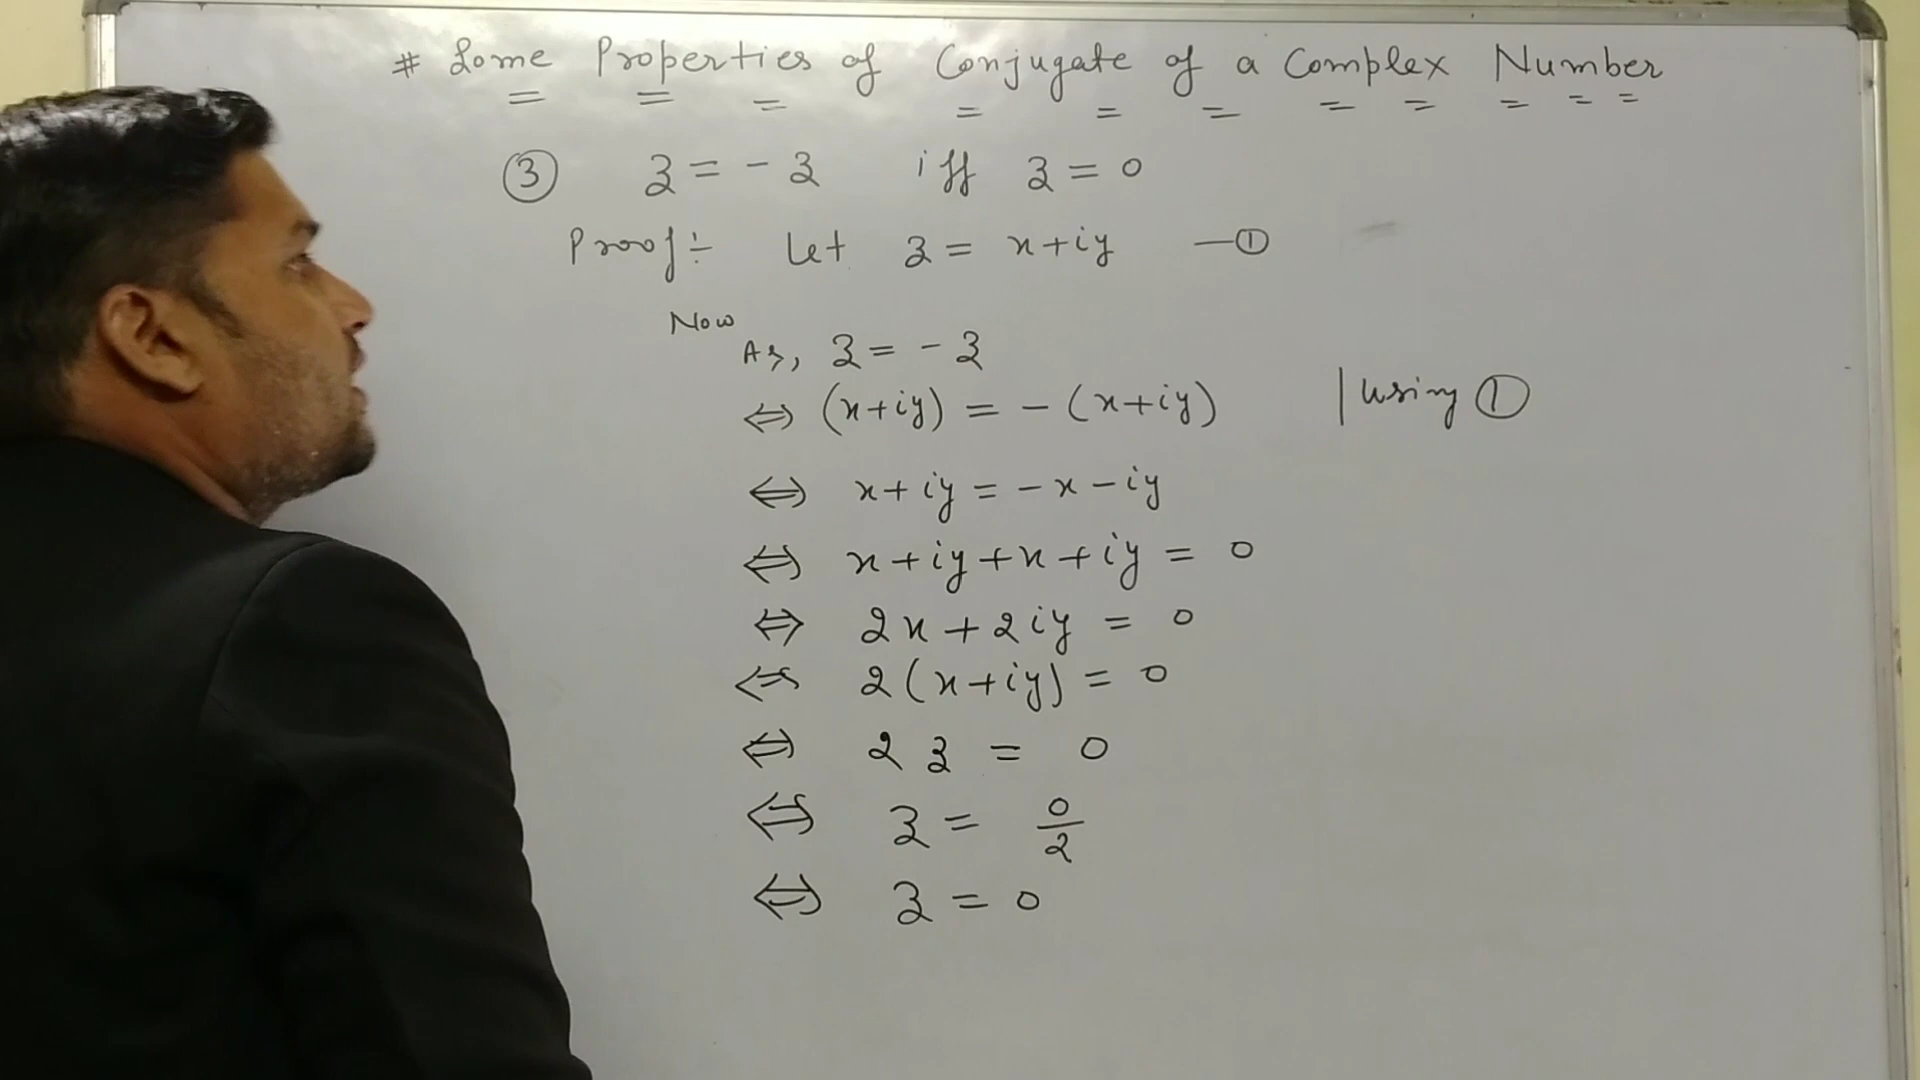 # Some Properties of Conjugate of a Complex Number
③ z = - z iff z = 0
Proof :- Let z = x+iy —①
Now
As, z = - z
⇔ (x+iy) = - (x+iy) | using ①
⇔ x+iy = -x-iy
⇔ x+iy+x+iy = 0
⇔ 2x+2iy = 0
⇔ 2(x+iy) = 0
⇔ 2z = 0
⇔ z = 0/2
⇔ z = 0